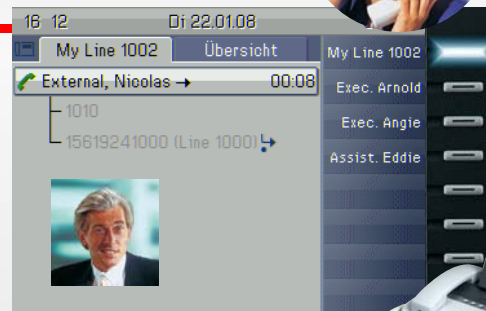 16 12 Di 22.01.08
My Line 1002 Übersicht
External, Nicolas → 00:08
1010
15619241000 (Line 1000)
My Line 1002
Exec. Arnold
Exec. Angie
Assist. Eddie